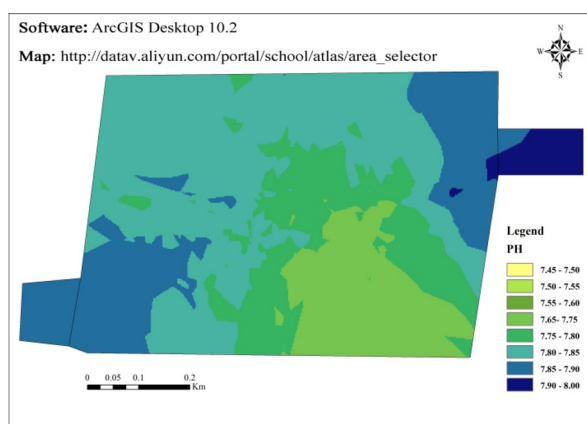 Software: ArcGIS Desktop 10.2
Map: http://datav.aliyun.com/portal/school/atlas/area_selector
N
W E
S
Legend
PH
7.45 - 7.50
7.50 - 7.55
7.55 - 7.60
7.65- 7.75
7.75 - 7.80
7.80 - 7.85
7.85 - 7.90
7.90 - 8.00
0 0.05 0.1 0.2
Km